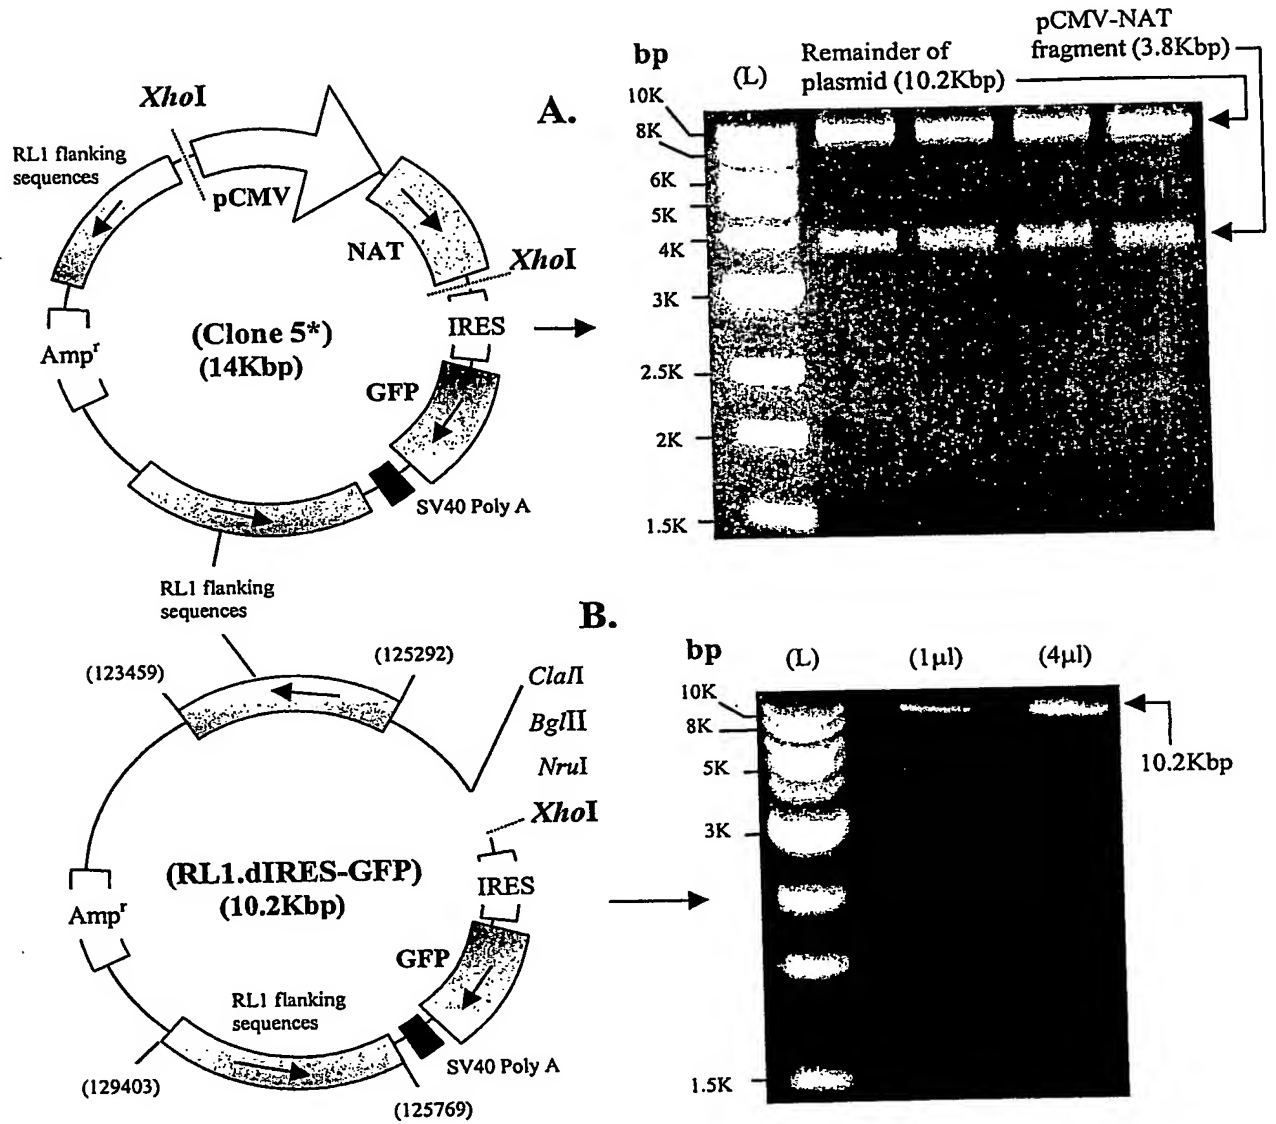 A.
XhoI
RL1 flanking
sequences
pCMV
NAT
XhoI
(Clone 5*)
(14Kbp)
IRES
Ampr
GFP
SV40 Poly A
RL1 flanking
sequences
bp
(L)
Remainder of
plasmid (10.2Kbp)
pCMV-NAT
fragment (3.8Kbp)
10K
8K
6K
5K
4K
3K
2.5K
2K
1.5K
B.
(123459)
(125292)
ClaII
BglII
NruI
XhoI
(RL1.dIRES-GFP)
(10.2Kbp)
IRES
Ampr
GFP
RL1 flanking
sequences
SV40 Poly A
(129403)
(125769)
bp
(L)
(1µl)
(4µl)
10K
8K
5K
3K
1.5K
10.2Kbp